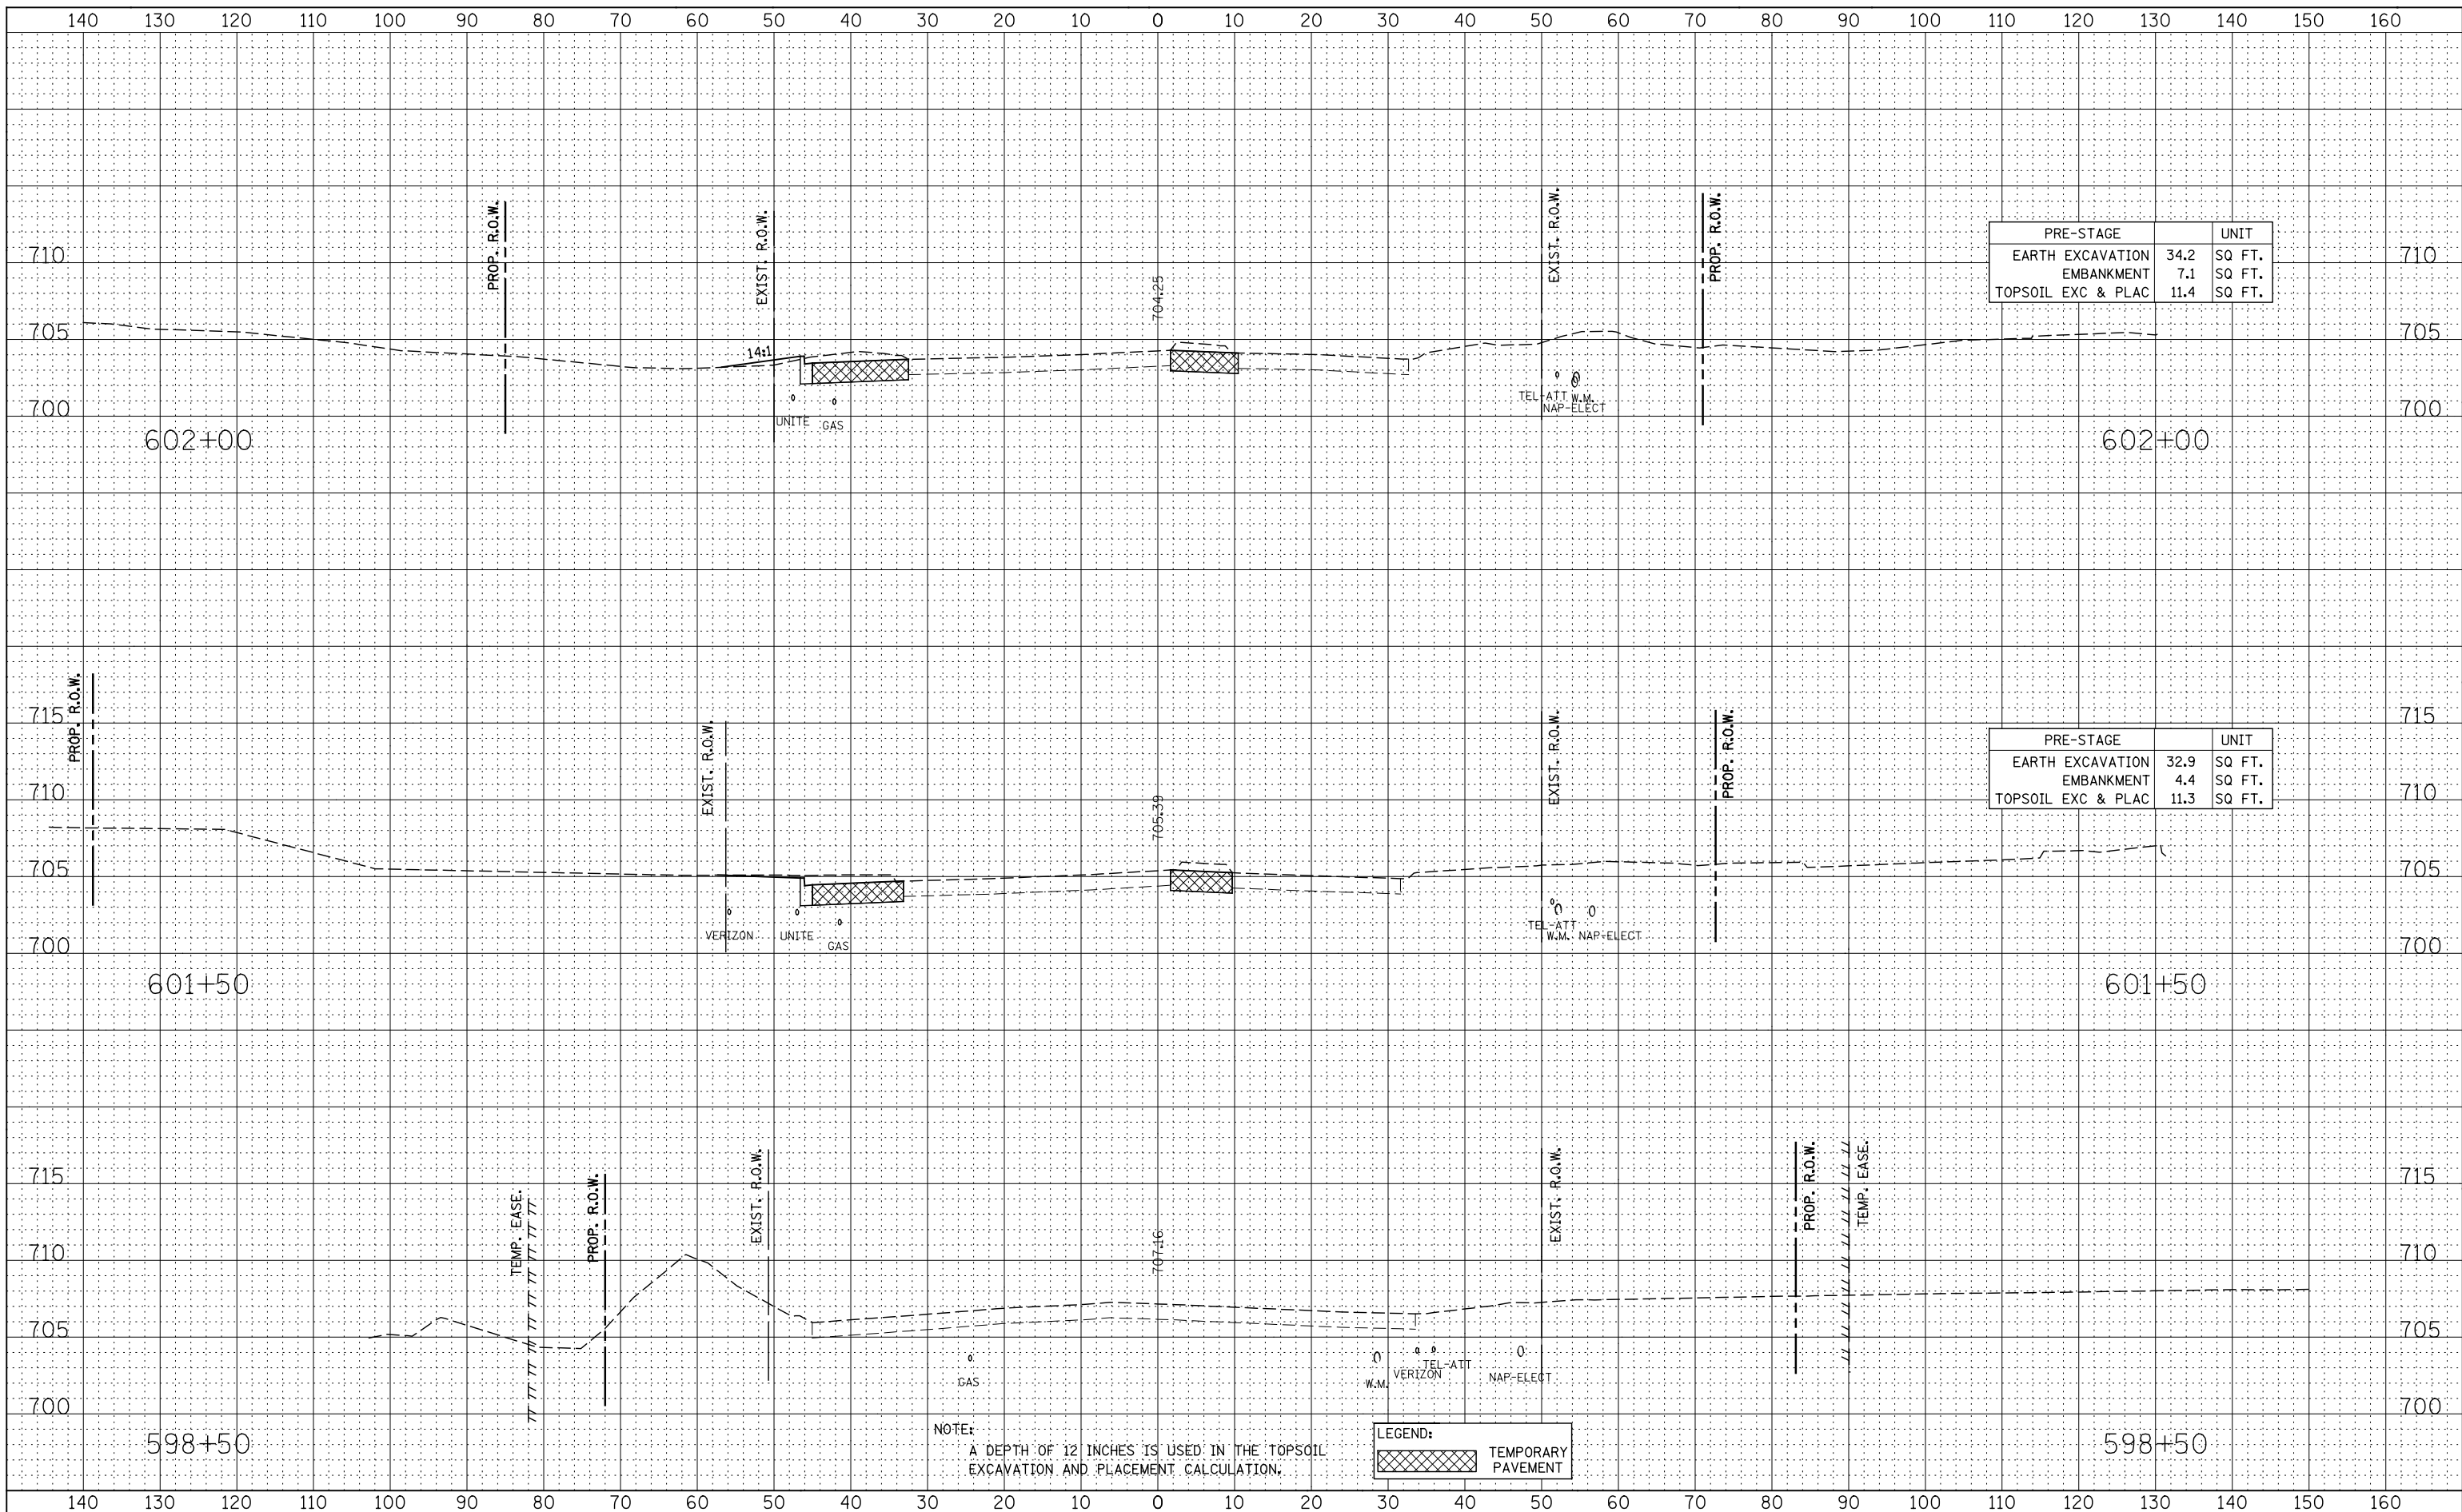 140 130 120 110 100 90 80 70 60 50 40 30 20 10 0 10 20 30 40 50 60 70 80 90 100 110 120 130 140 150 160
PROP. R.O.W.
EXIST. R.O.W.
704.25
EXIST. R.O.W.
PROP. R.O.W.
PRE-STAGE UNIT
EARTH EXCAVATION 34.2 SQ FT.
EMBANKMENT 7.1 SQ FT.
TOPSOIL EXC & PLAC 11.4 SQ FT.
710 710
705 705
14:1
700 700
UNITE GAS
TEL-ATT W.M.
NAP-ELECT
602+00 602+00
PROP. R.O.W.
EXIST. R.O.W.
705.39
EXIST. R.O.W.
PROP. R.O.W.
715 715
PRE-STAGE UNIT
EARTH EXCAVATION 32.9 SQ FT.
EMBANKMENT 4.4 SQ FT.
TOPSOIL EXC & PLAC 11.3 SQ FT.
710 710
705 705
VERIZON UNITE GAS
TEL-ATT
W.M. NAP-ELECT
700 700
601+50 601+50
TEMP. EASE.
PROP. R.O.W.
EXIST. R.O.W.
707.16
EXIST. R.O.W.
PROP. R.O.W.
TEMP. EASE.
715 715
710 710
705 705
GAS
W.M. VERIZON TEL-ATT
NAP-ELECT
700 700
598+50 598+50
NOTE:
A DEPTH OF 12 INCHES IS USED IN THE TOPSOIL
EXCAVATION AND PLACEMENT CALCULATION.
LEGEND:
TEMPORARY
PAVEMENT
140 130 120 110 100 90 80 70 60 50 40 30 20 10 0 10 20 30 40 50 60 70 80 90 100 110 120 130 140 150 160